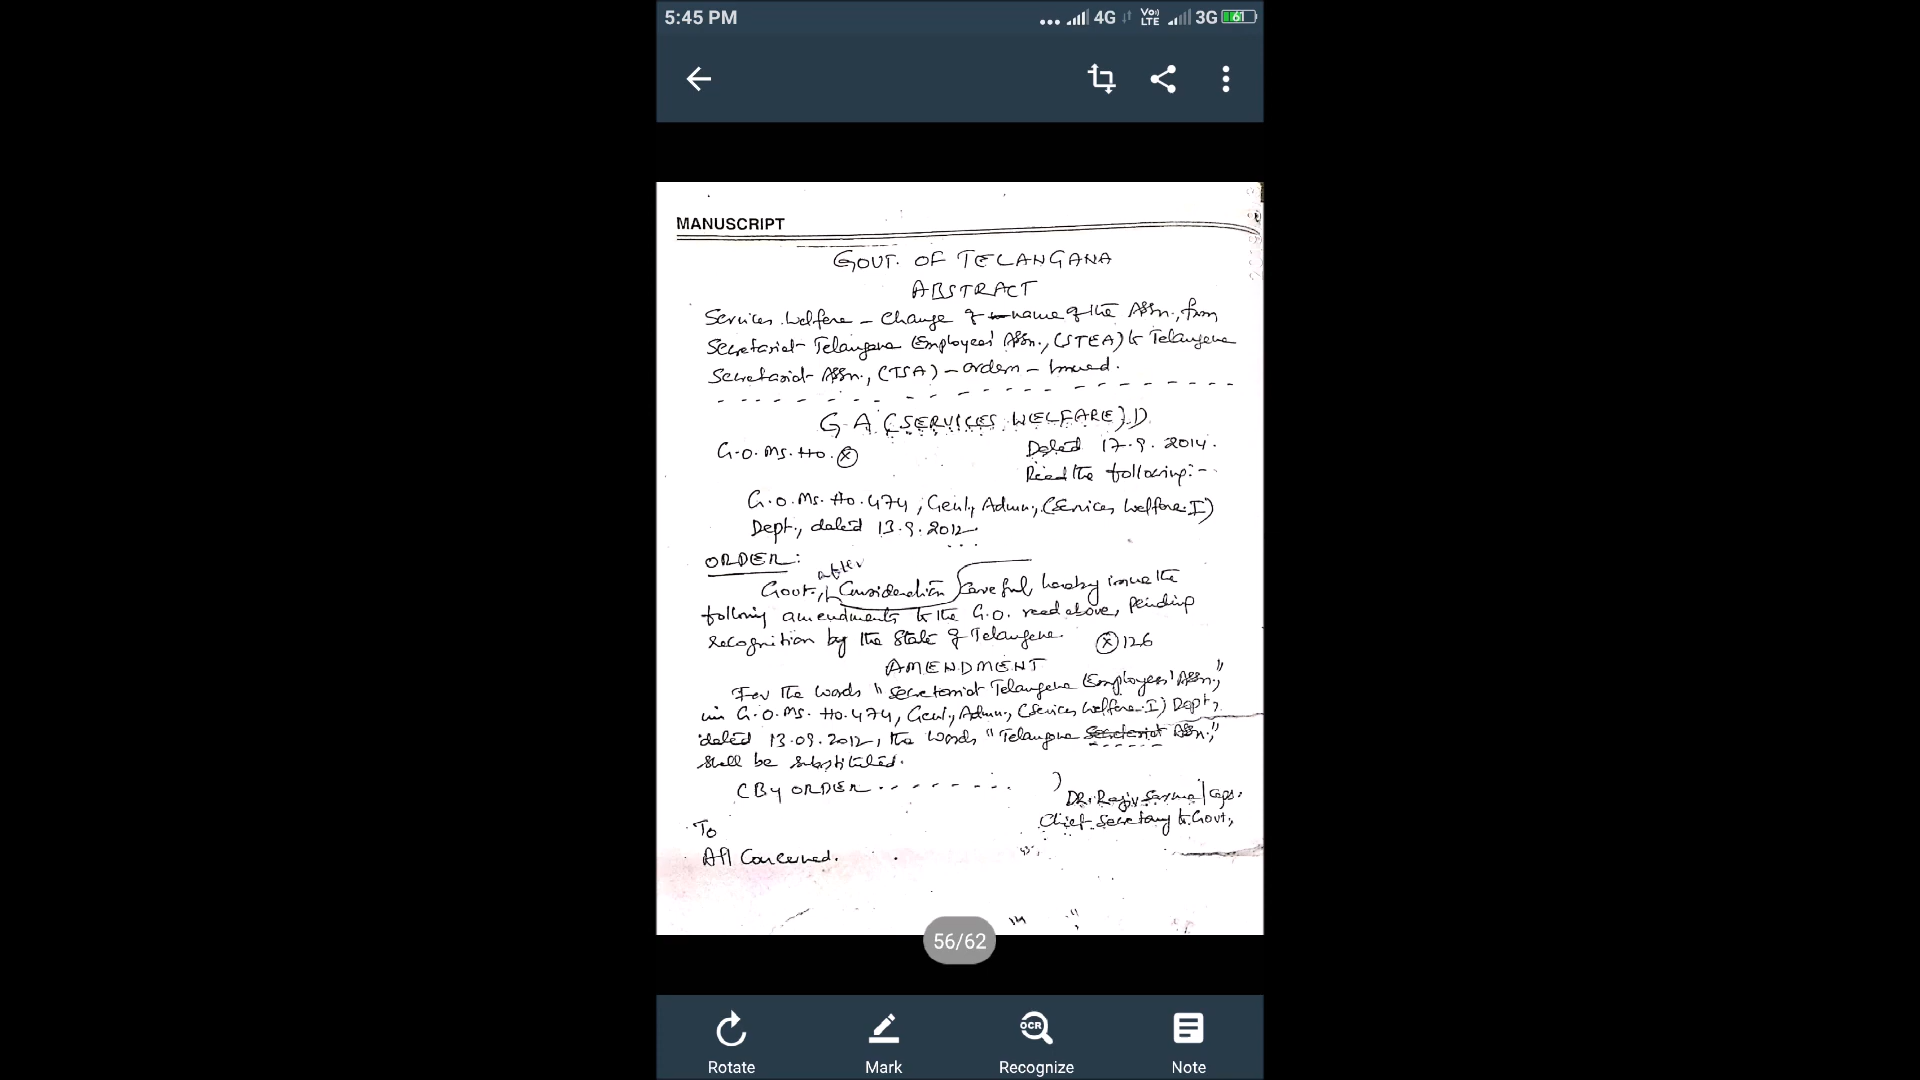 5:45 PM
4G VoLTE 3G 61
MANUSCRIPT
GOVT. OF TELANGANA
ABSTRACT
Services Welfare – Change of name of the Assn., from
Secretariat Telangana Employees' Assn., (STEA) to Telangana
Secretariat Assn., (TSA) – Orders – Issued.
G A (SERVICES WELFARE) D
G.O. Ms. No. (X)
Dated 17.9.2014.
Read the following:-
G.O. Ms. No. 474, Genl., Admn., (Services Welfare.I)
Dept., dated 13.9.2012
ORDER:
after
Govt., Consideration Careful, hereby issue the
following amendments to the G.O. read above, pending
recognition by the State of Telangana.
(X) 126
AMENDMENT
For the words "Secretariat Telangana Employees' Assn.,"
in G.O. Ms. No. 474, Genl., Admn., (Services Welfare.I) Dept,
dated 13.09.2012, the words "Telangana Secretariat Assn.,"
shall be substituted.
(By ORDER - - - - - - - - )
DR. Rajiv Sarma
Chief Secretary to Govt,
To
All Concerned.
56/62
Rotate
Mark
OCR
Recognize
Note